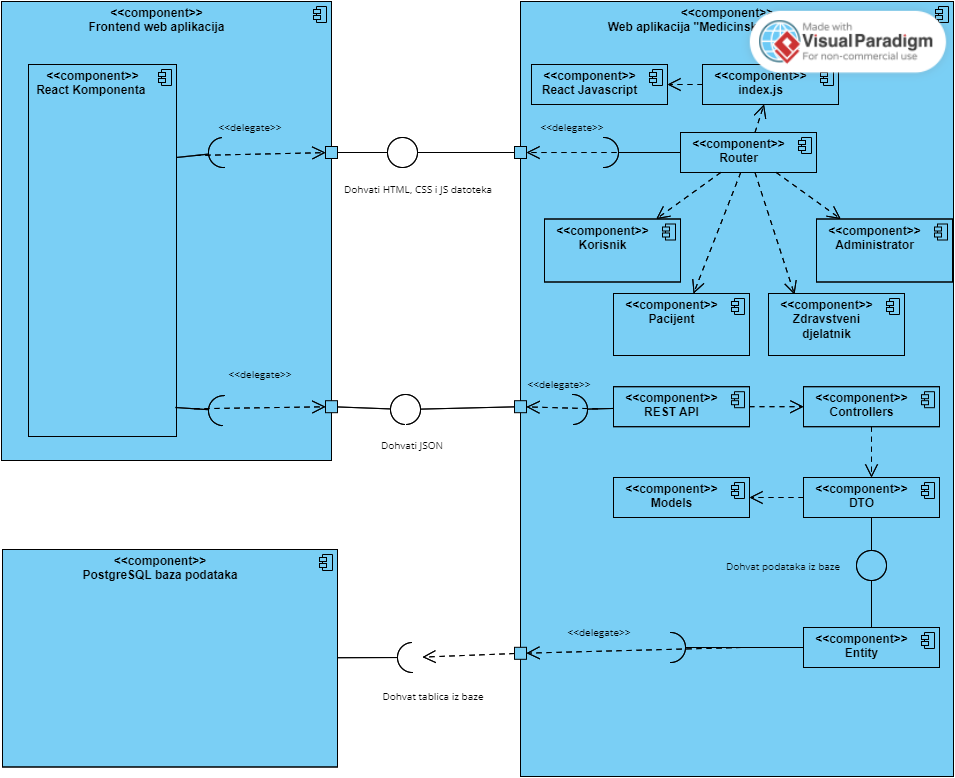 <<component>>
Frontend web aplikacija
<<component>>
React Komponenta
<<delegate>>
<<delegate>>
Dohvati HTML, CSS i JS datoteka
Dohvati JSON
<<component>>
PostgreSQL baza podataka
Dohvat tablica iz baze
<<component>>
Web aplikacija "Medicinsk
Made with
Visual Paradigm
For non-commercial use
<<component>>
React Javascript
<<component>>
index.js
<<delegate>>
<<component>>
Router
<<component>>
Korisnik
<<component>>
Administrator
<<component>>
Pacijent
<<component>>
Zdravstveni
djelatnik
<<delegate>>
<<component>>
REST API
<<component>>
Controllers
<<component>>
Models
<<component>>
DTO
Dohvat podataka iz baze
<<delegate>>
<<component>>
Entity